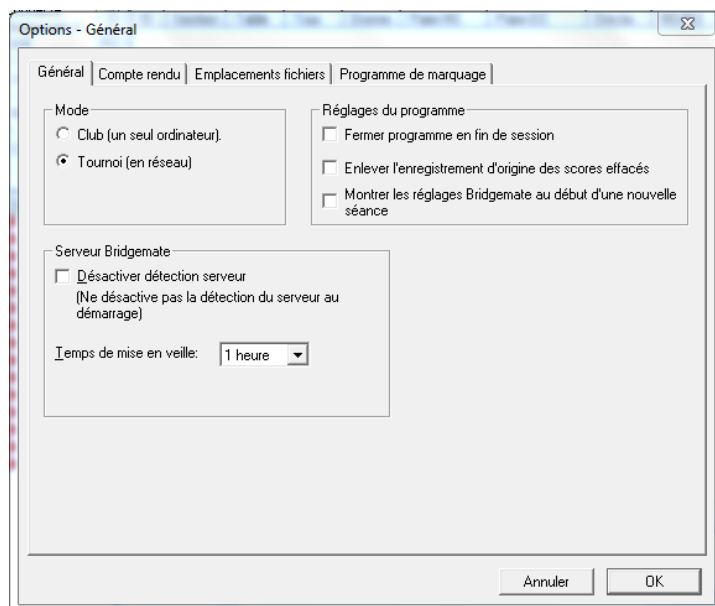 Options - Général
Général
Compte rendu
Emplacements fichiers
Programme de marquage
Mode
Club (un seul ordinateur).
Tournoi (en réseau)
Réglages du programme
Fermer programme en fin de session
Enlever l'enregistrement d'origine des scores effacés
Montrer les réglages Bridgemate au début d'une nouvelle
séance
Serveur Bridgemate
Désactiver détection serveur
(Ne désactive pas la détection du serveur au
démarrage)
Temps de mise en veille:
1 heure
Annuler
OK